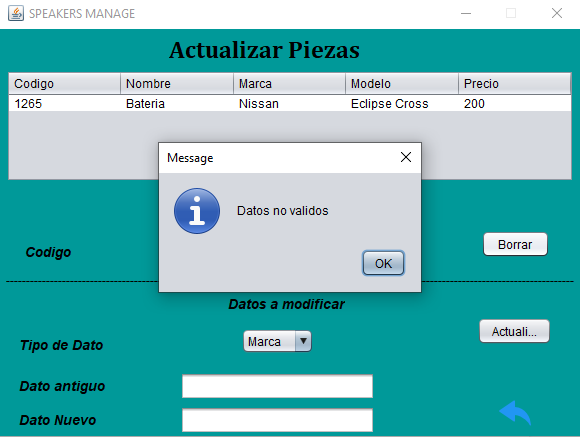 SPEAKERS MANAGE
Actualizar Piezas
Codigo Nombre Marca Modelo Precio
1265 Bateria Nissan Eclipse Cross 200
Message
Datos no validos
OK
Codigo
Borrar
Datos a modificar
Tipo de Dato
Marca
Actuali...
Dato antiguo
Dato Nuevo